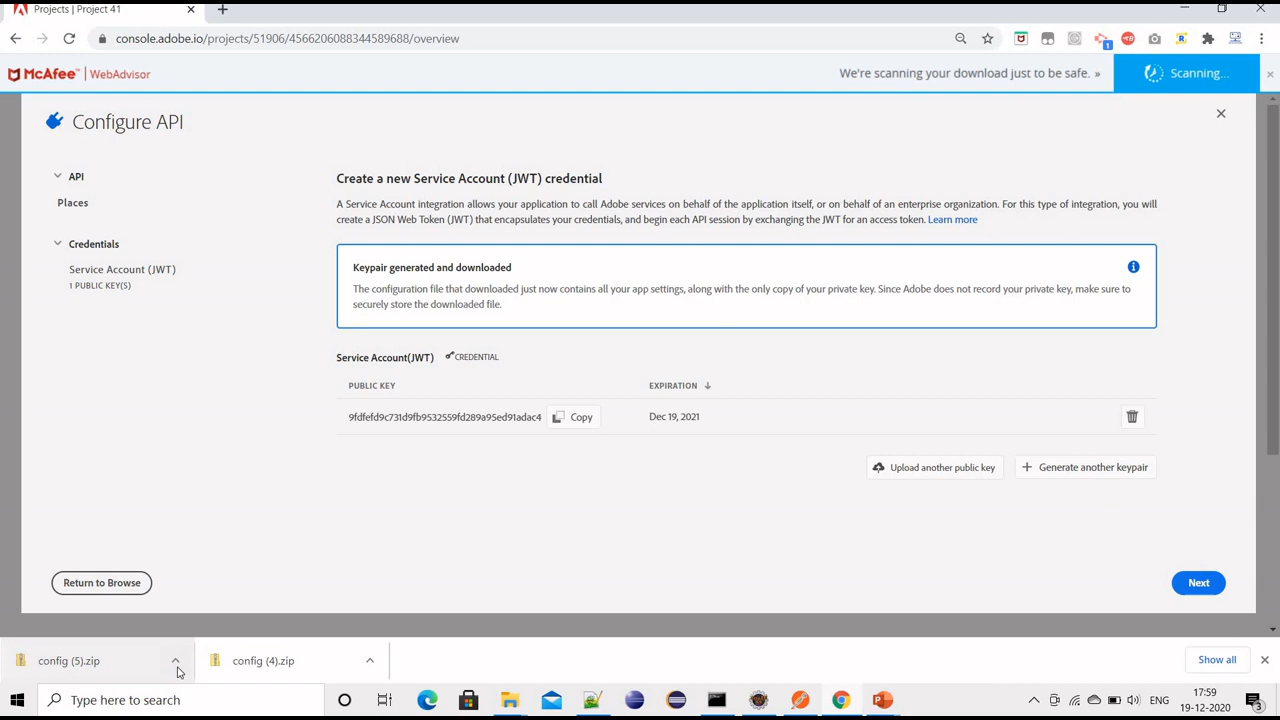 Projects | Project 41
console.adobe.io/projects/51906/4566206088344589688/overview
McAfee™ | WebAdvisor
We're scanning your download just to be safe. »
Scanning...
Configure API
API
Places
Credentials
Service Account (JWT)
1 PUBLIC KEY(S)
Create a new Service Account (JWT) credential
A Service Account integration allows your application to call Adobe services on behalf of the application itself, or on behalf of an enterprise organization. For this type of integration, you will
create a JSON Web Token (JWT) that encapsulates your credentials, and begin each API session by exchanging the JWT for an access token. Learn more
Keypair generated and downloaded
The configuration file that downloaded just now contains all your app settings, along with the only copy of your private key. Since Adobe does not record your private key, make sure to
securely store the downloaded file.
Service Account(JWT) CREDENTIAL
PUBLIC KEY EXPIRATION
9fdfefd9c731d9fb9532559fd289a95ed91adac4 Copy Dec 19, 2021
Upload another public key
Generate another keypair
Return to Browse
Next
config (5).zip
config (4).zip
Show all
Type here to search
ENG
17:59
19-12-2020
3